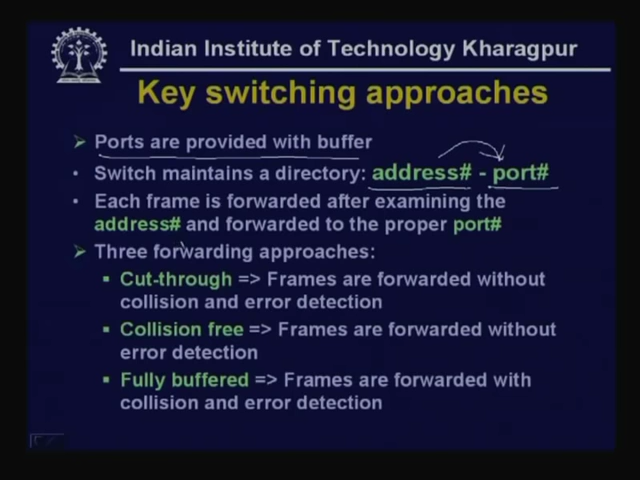 Indian Institute of Technology Kharagpur
Key switching approaches
Ports are provided with buffer
Switch maintains a directory: address# - port#
Each frame is forwarded after examining the
address# and forwarded to the proper port#
Three forwarding approaches:
Cut-through => Frames are forwarded without
collision and error detection
Collision free => Frames are forwarded without
error detection
Fully buffered => Frames are forwarded with
collision and error detection